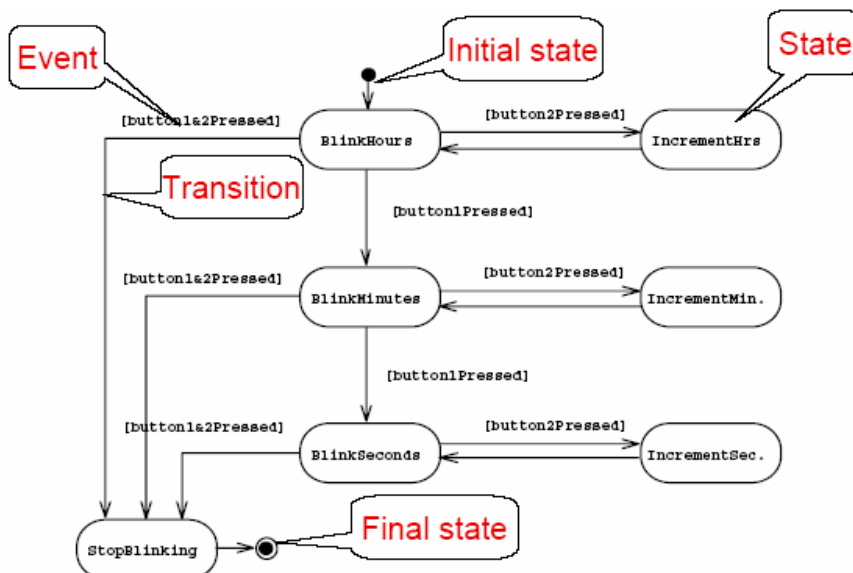 Event
Initial state
State
[button1&2Pressed]
[button2Pressed]
BlinkHours
IncrementHrs
Transition
[button1Pressed]
[button1&2Pressed]
[button2Pressed]
BlinkMinutes
IncrementMin.
[button1Pressed]
[button1&2Pressed]
[button2Pressed]
BlinkSeconds
IncrementSec.
Final state
StopBlinking